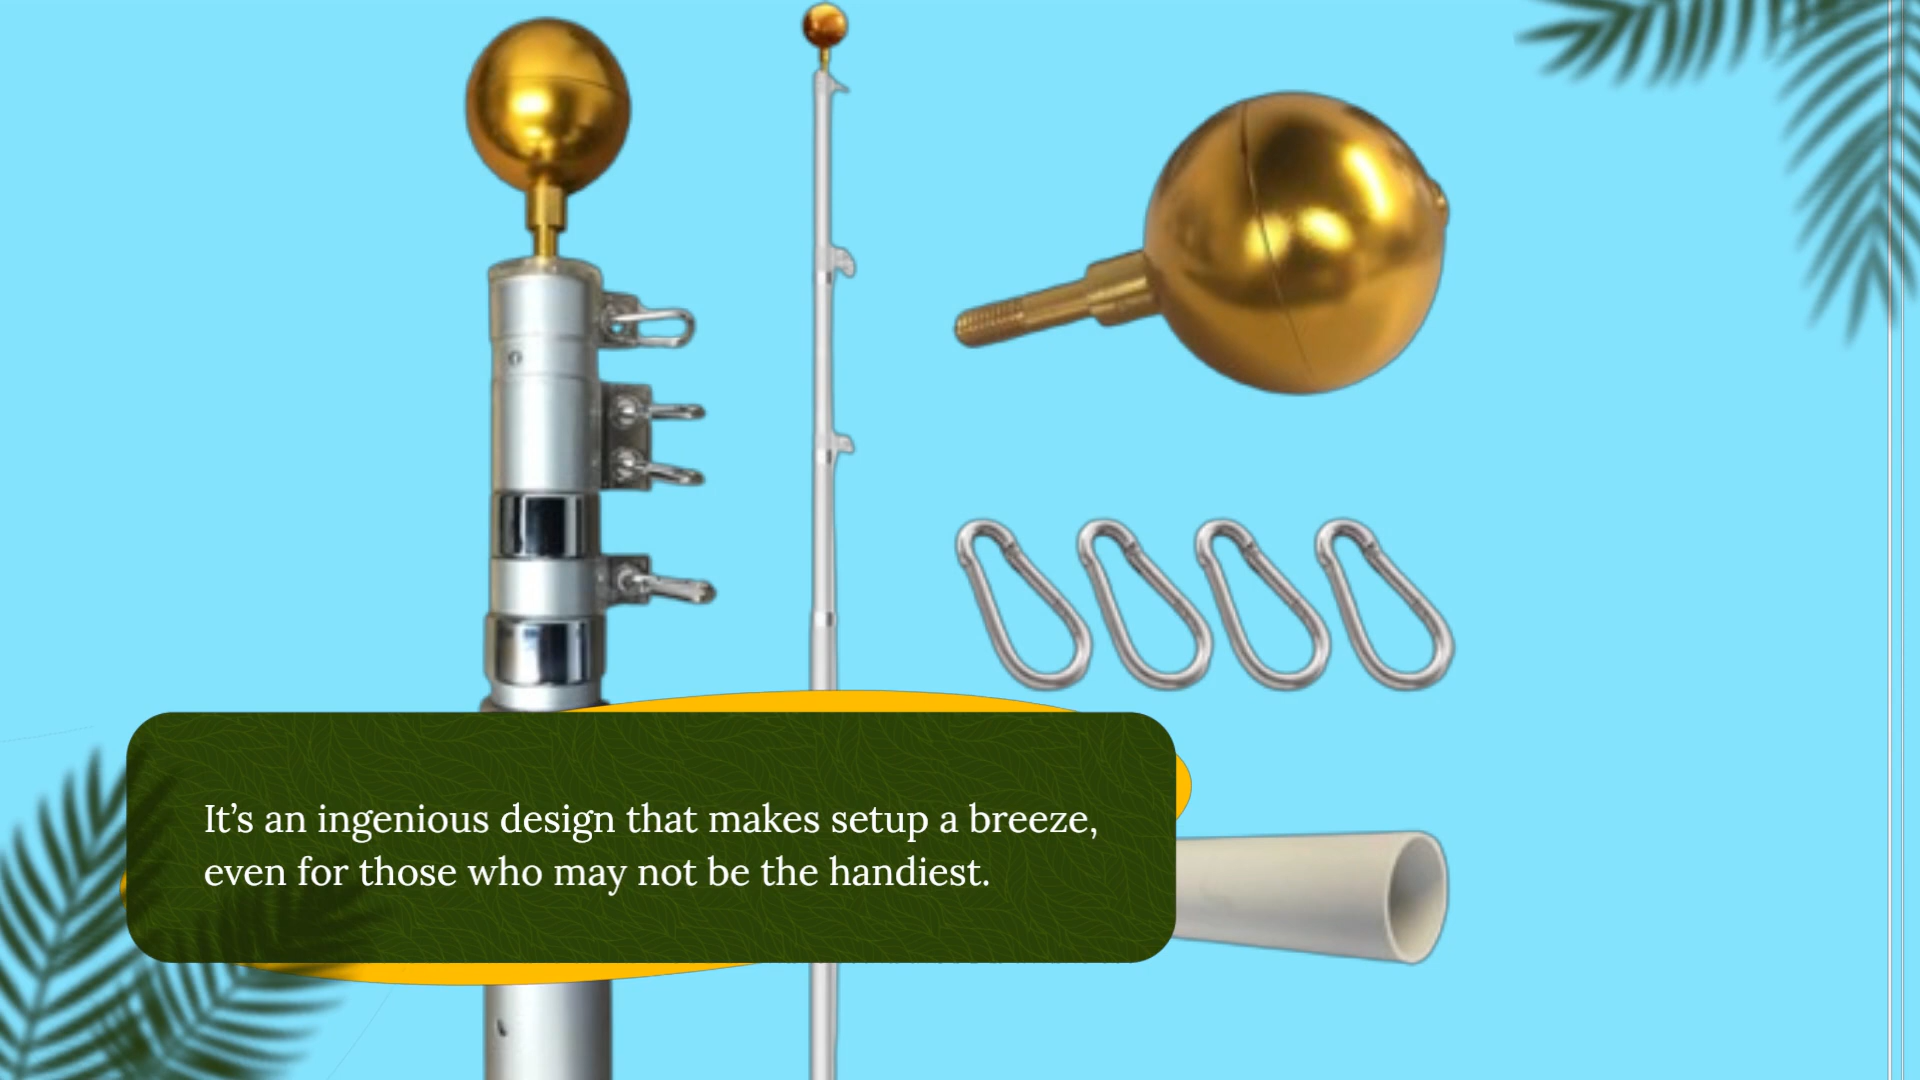 It’s an ingenious design that makes setup a breeze,
even for those who may not be the handiest.